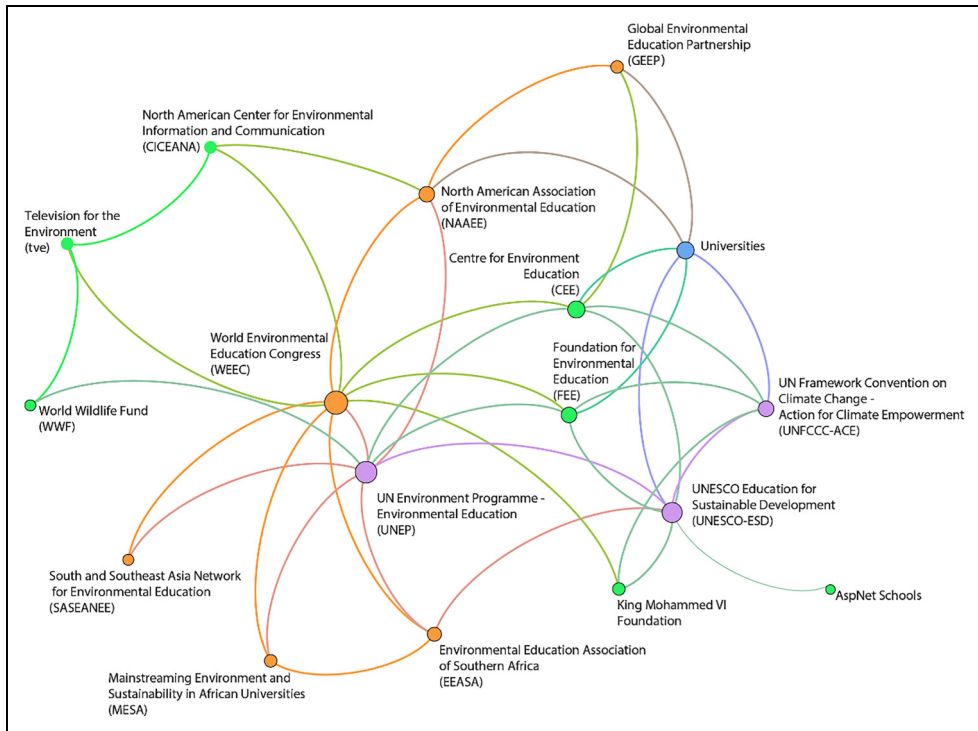 Global Environmental
Education Partnership
(GEEP)
North American Center for Environmental
Information and Communication
(CICEANA)
North American Association
of Environmental Education
(NAAEE)
Television for the
Environment
(tve)
Universities
Centre for Environment
Education
(CEE)
World Environmental
Education Congress
(WEEC)
Foundation for
Environmental
Education
(FEE)
UN Framework Convention on
Climate Change -
Action for Climate Empowerment
(UNFCCC-ACE)
World Wildlife Fund
(WWF)
UN Environment Programme -
Environmental Education
(UNEP)
UNESCO Education for
Sustainable Development
(UNESCO-ESD)
South and Southeast Asia Network
for Environmental Education
(SASEANEE)
King Mohammed VI
Foundation
AspNet Schools
Environmental Education Association
of Southern Africa
(EEASA)
Mainstreaming Environment and
Sustainability in African Universities
(MESA)